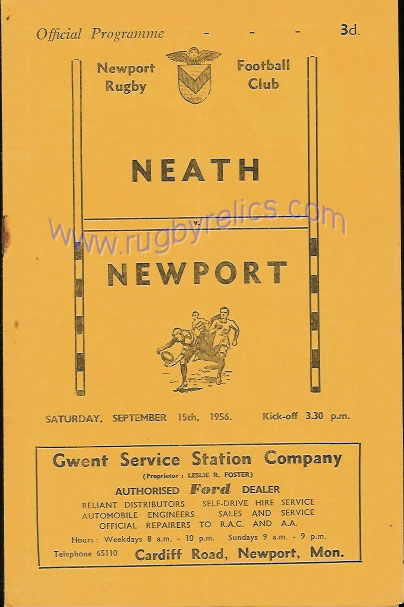 Official Programme - - - 3d.
Newport Football
Rugby Club
NEATH
v.
www.rugbyrelics.com
NEWPORT
SATURDAY, SEPTEMBER 15th, 1956. Kick-off 3.30 p.m.
Gwent Service Station Company
(Proprietor : LESLIE R. FOSTER)
AUTHORISED Ford DEALER
RELIANT DISTRIBUTORS SELF-DRIVE HIRE SERVICE
AUTOMOBILE ENGINEERS SALES AND SERVICE
OFFICIAL REPAIRERS TO R.A.C. AND A.A.
Hours : Weekdays 8 a.m. - 10 p.m. Sundays 9 a.m. - 9 p.m.
Telephone 65110 Cardiff Road, Newport, Mon.